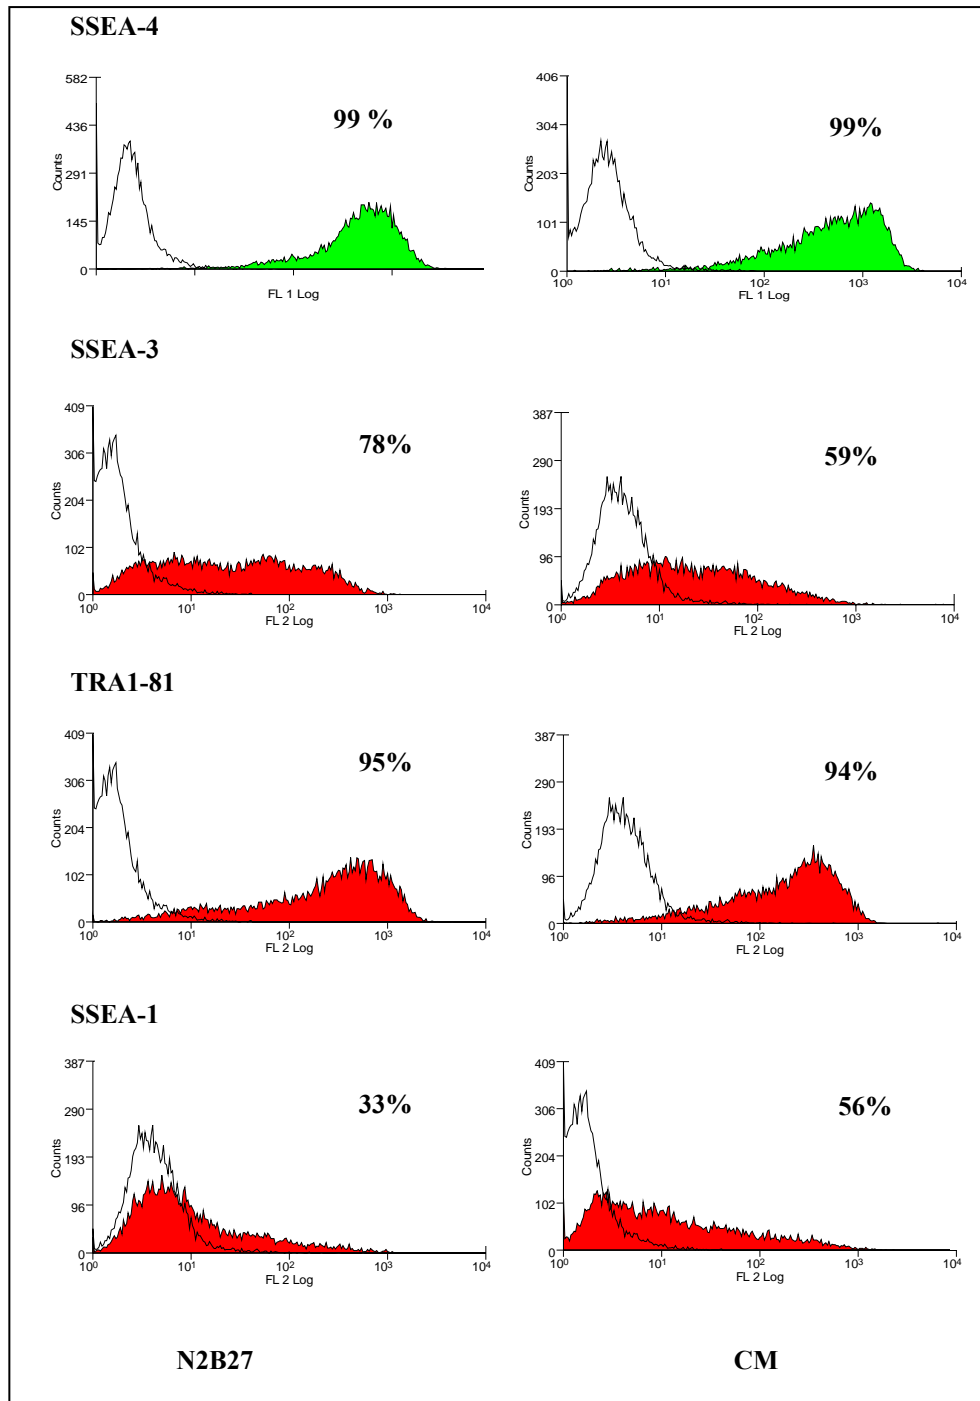 SSEA-4
582
436
291
145
0
Counts
99 %
FL 1 Log
406
304
203
101
0
Counts
99%
10⁰ 10¹ 10² 10³ 10⁴
FL 1 Log
SSEA-3
409
306
204
102
0
Counts
78%
10⁰ 10¹ 10² 10³ 10⁴
FL 2 Log
387
290
193
96
0
Counts
59%
10⁰ 10¹ 10² 10³ 10⁴
FL 2 Log
TRA1-81
409
306
204
102
0
Counts
95%
10⁰ 10¹ 10² 10³ 10⁴
FL 2 Log
387
290
193
96
0
Counts
94%
10⁰ 10¹ 10² 10³ 10⁴
FL 2 Log
SSEA-1
387
290
193
96
0
Counts
33%
10⁰ 10¹ 10² 10³ 10⁴
FL 2 Log
409
306
204
102
0
Counts
56%
10⁰ 10¹ 10² 10³ 10⁴
FL 2 Log
N2B27 CM